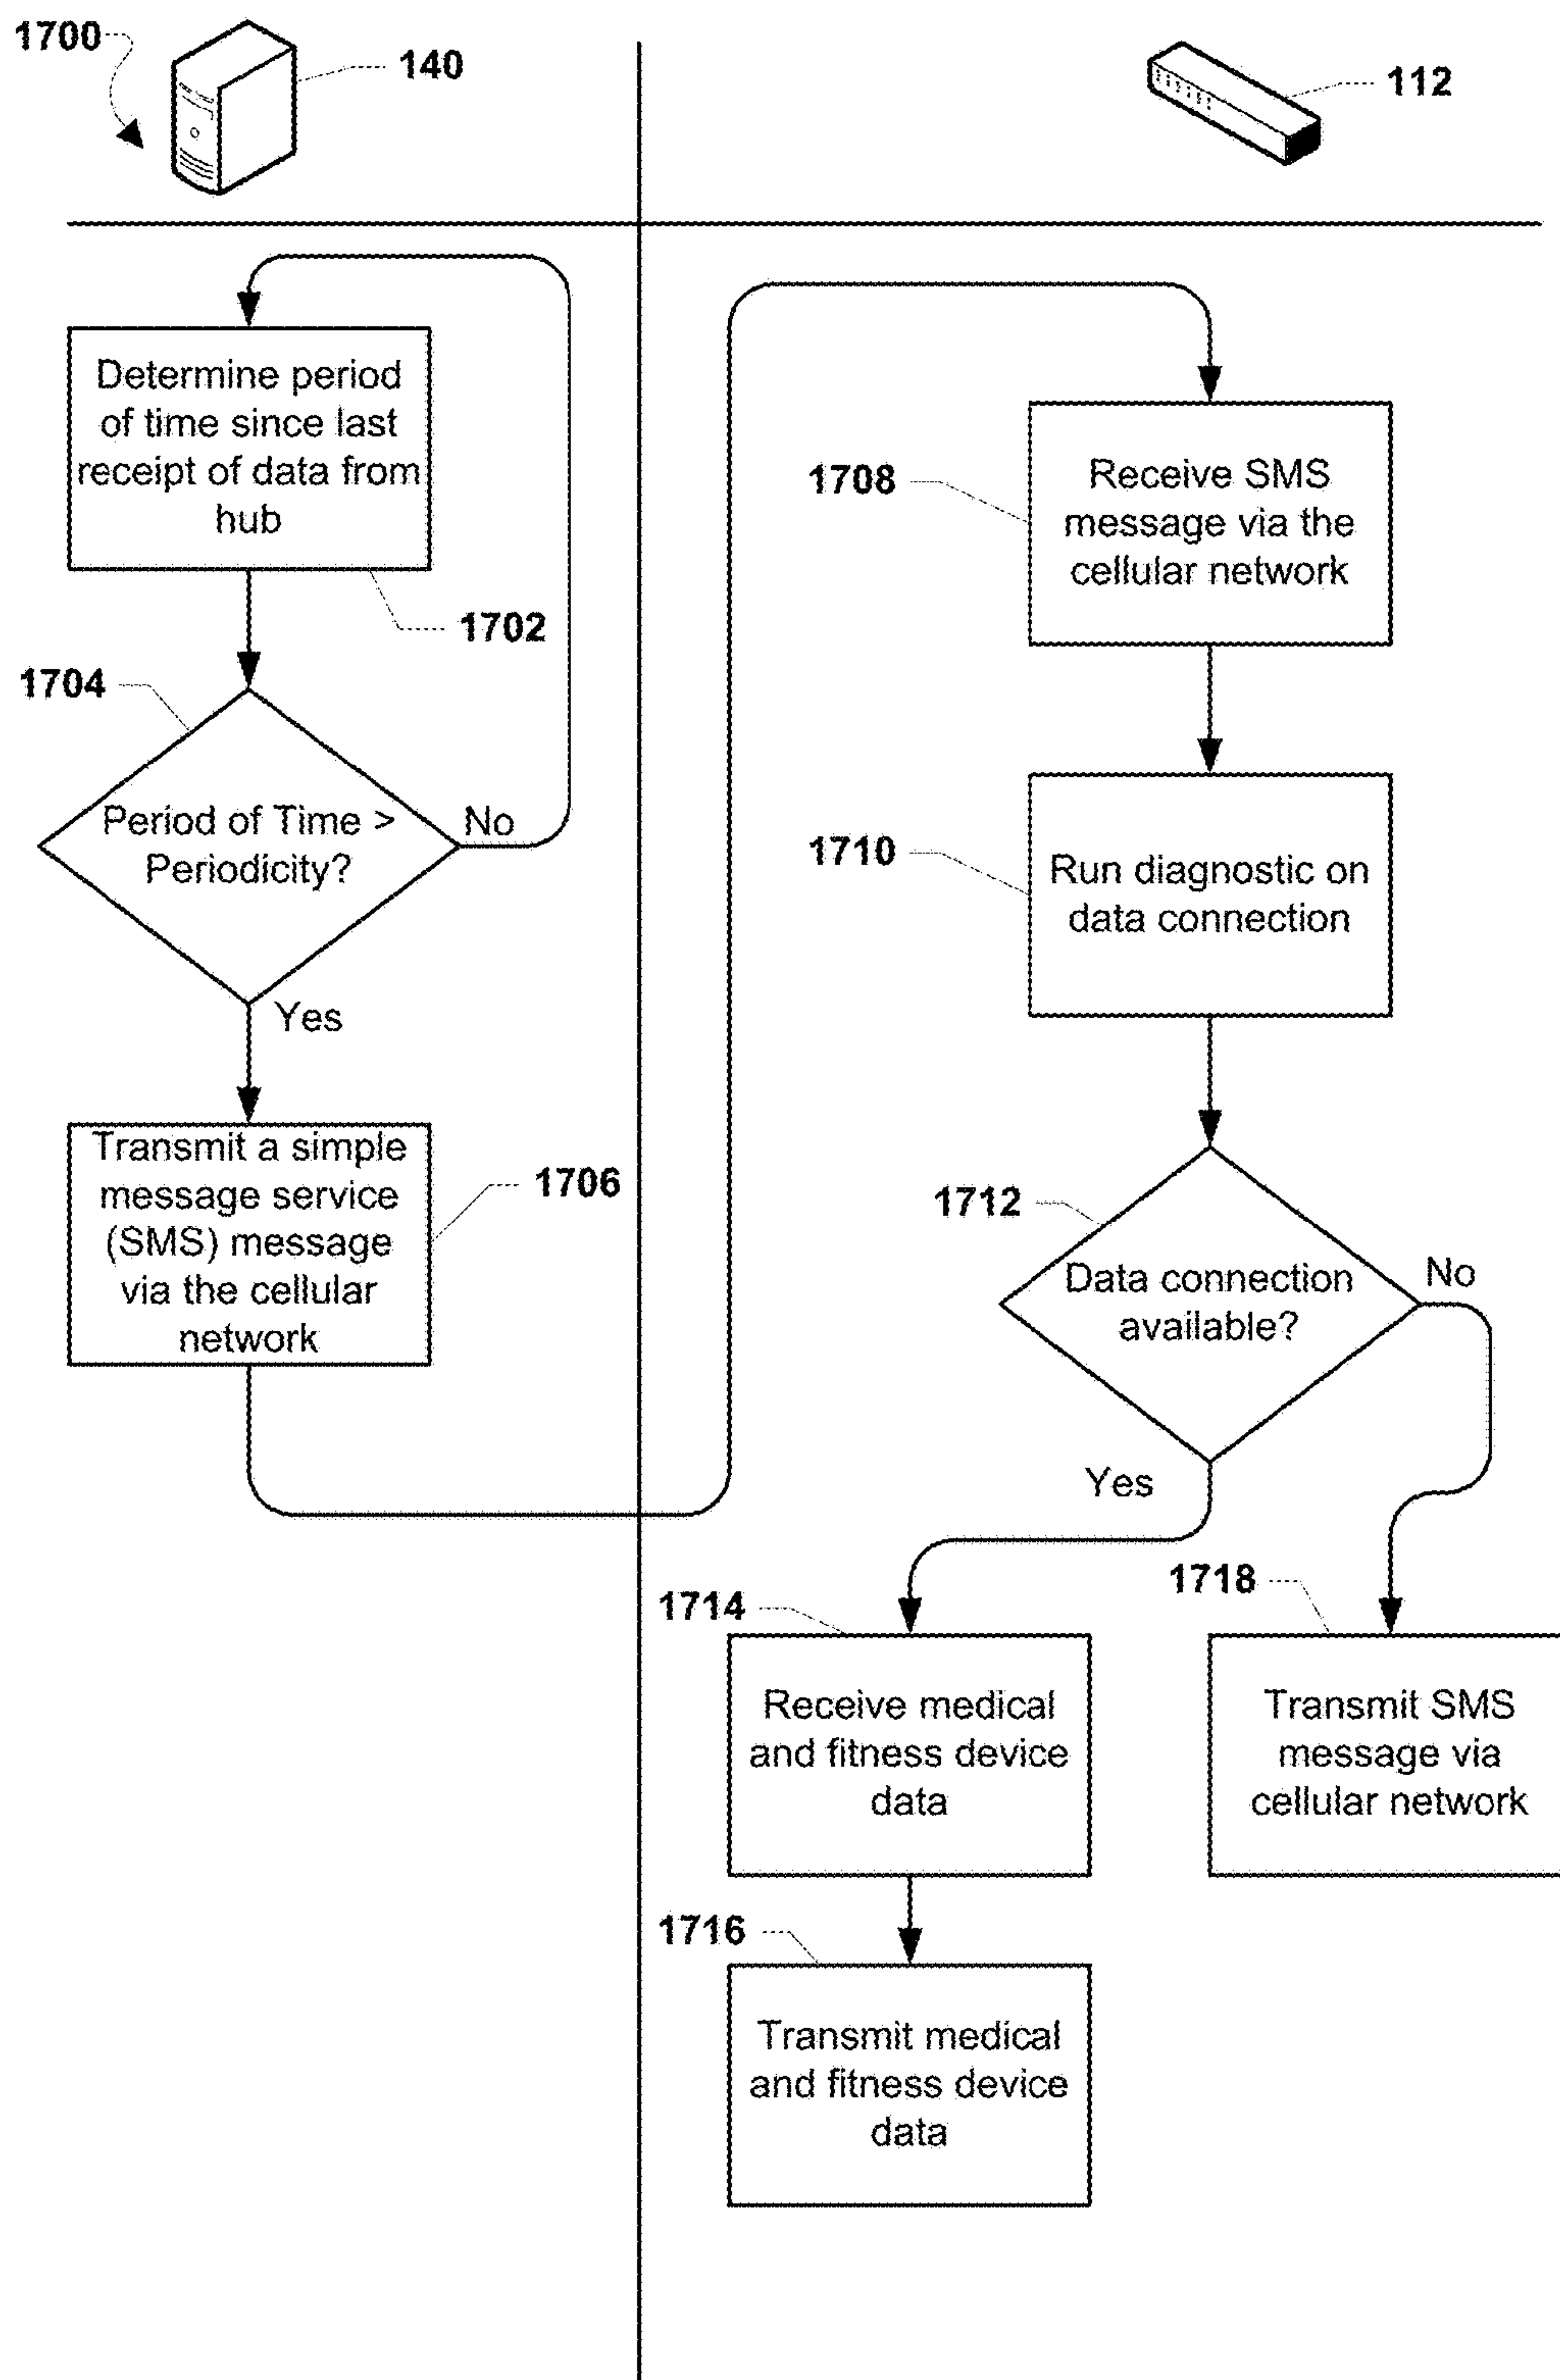 1700
140
112
Determine period
of time since last
receipt of data from
hub
1702
1704
Period of Time >
Periodicity?
No
Yes
Transmit a simple
message service
(SMS) message
via the cellular
network
1706
1708
Receive SMS
message via the
cellular network
1710
Run diagnostic on
data connection
1712
Data connection
available?
No
Yes
1714
Receive medical
and fitness device
data
1718
Transmit SMS
message via
cellular network
1716
Transmit medical
and fitness device
data